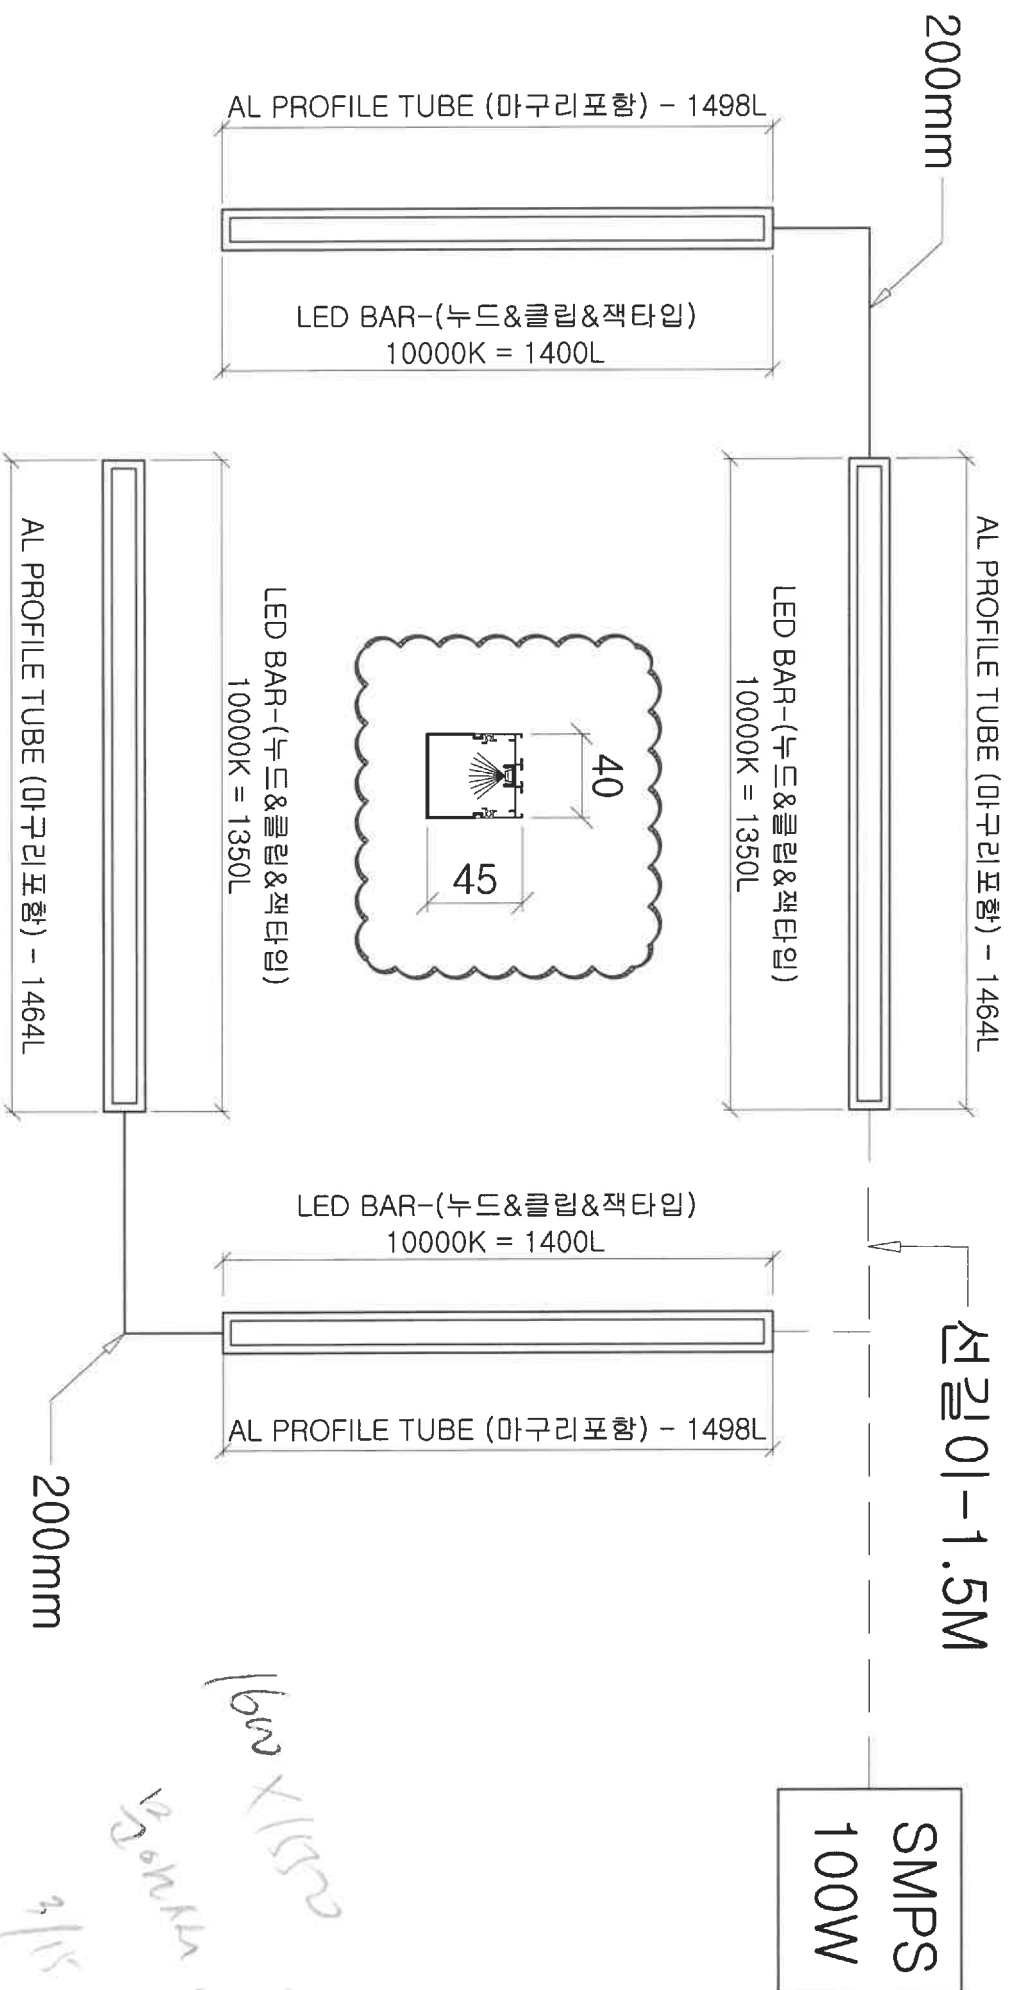 200mm
AL PROFILE TUBE (마구리포함) - 1498L
LED BAR-(누드&클립&잭타입)
10000K = 1400L
AL PROFILE TUBE (마구리포함) - 1464L
LED BAR-(누드&클립&잭타입)
10000K = 1350L
40
45
LED BAR-(누드&클립&잭타입)
10000K = 1350L
AL PROFILE TUBE (마구리포함) - 1464L
LED BAR-(누드&클립&잭타입)
10000K = 1400L
AL PROFILE TUBE (마구리포함) - 1498L
선길이-1.5M
200mm
SMPS
100W